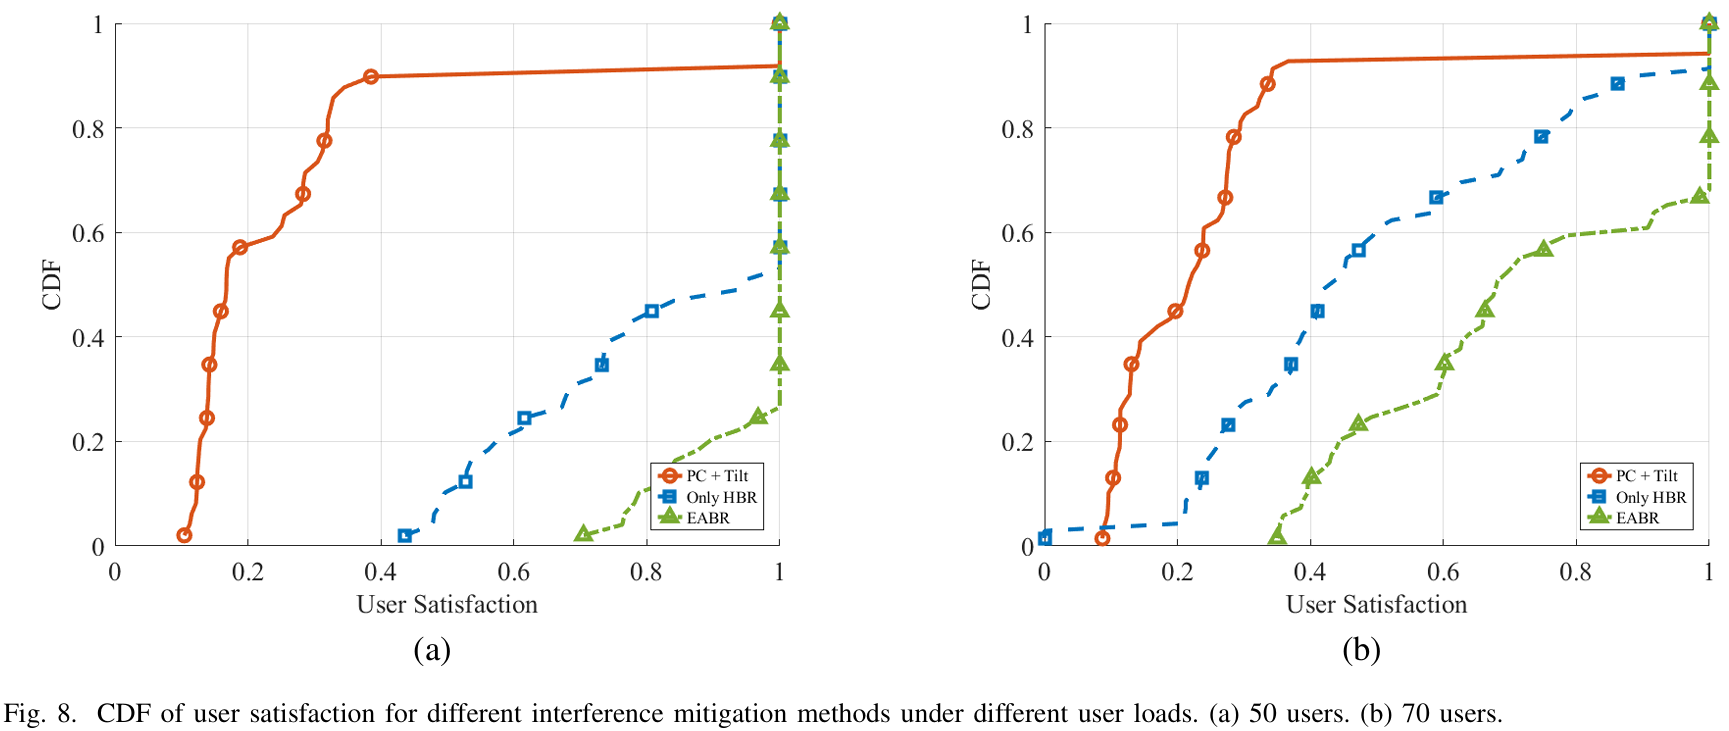 1
0.8
0.6
0.4
0.2
0
CDF
0 0.2 0.4 0.6 0.8 1
User Satisfaction
PC + Tilt
Only HBR
EABR
(a)
1
0.8
0.6
0.4
0.2
0
CDF
0 0.2 0.4 0.6 0.8 1
User Satisfaction
PC + Tilt
Only HBR
EABR
(b)
Fig. 8. CDF of user satisfaction for different interference mitigation methods under different user loads. (a) 50 users. (b) 70 users.